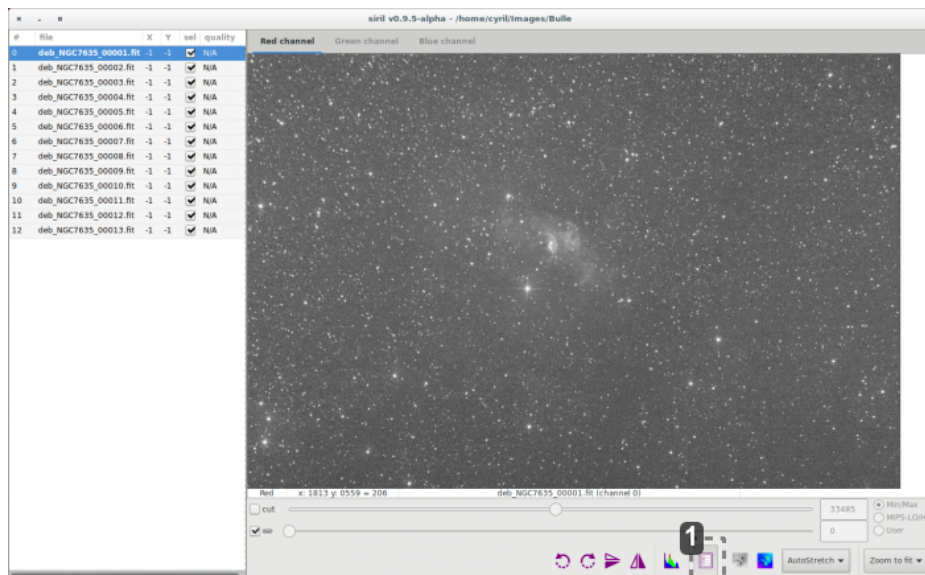 siril v0.9.5-alpha - /home/cyril/Images/Bulle
# file X Y sel quality
0 deb_NGC7635_00001.fit -1 -1 N/A
1 deb_NGC7635_00002.fit -1 -1 N/A
2 deb_NGC7635_00003.fit -1 -1 N/A
3 deb_NGC7635_00004.fit -1 -1 N/A
4 deb_NGC7635_00005.fit -1 -1 N/A
5 deb_NGC7635_00006.fit -1 -1 N/A
6 deb_NGC7635_00007.fit -1 -1 N/A
7 deb_NGC7635_00008.fit -1 -1 N/A
8 deb_NGC7635_00009.fit -1 -1 N/A
9 deb_NGC7635_00010.fit -1 -1 N/A
10 deb_NGC7635_00011.fit -1 -1 N/A
11 deb_NGC7635_00012.fit -1 -1 N/A
12 deb_NGC7635_00013.fit -1 -1 N/A
Red channel Green channel Blue channel
Red x: 1813 y: 0559 = 206 deb_NGC7635_00001.fit (channel 0)
cut 33485 Min/Max
MIPS-LO/H
0 User
1
AutoStretch Zoom to fit